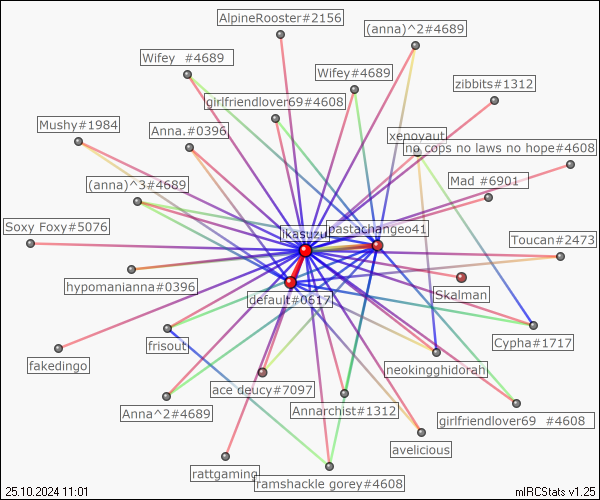 AlpineRooster#2156
(anna)^2#4689
Wifey #4689
Wifey#4689
zibbits#1312
girlfriendlover69#4608
Mushy#1984
Anna.#0396
xenoyaut
no cops no laws no hope#4608
(anna)^3#4689
Mad #6901
Soxy Foxy#5076
jkasuzu
pastachangeo41
Toucan#2473
hypomanianna#0396
default#0617
Skalman
frisout
Cypha#1717
fakedingo
neokingghidorah
ace deucy#7097
Anna^2#4689
Annarchist#1312
girlfriendlover69 #4608
avelicious
rattgaming
ramshackle gorey#4608
25.10.2024 11:01
mIRCStats v1.25